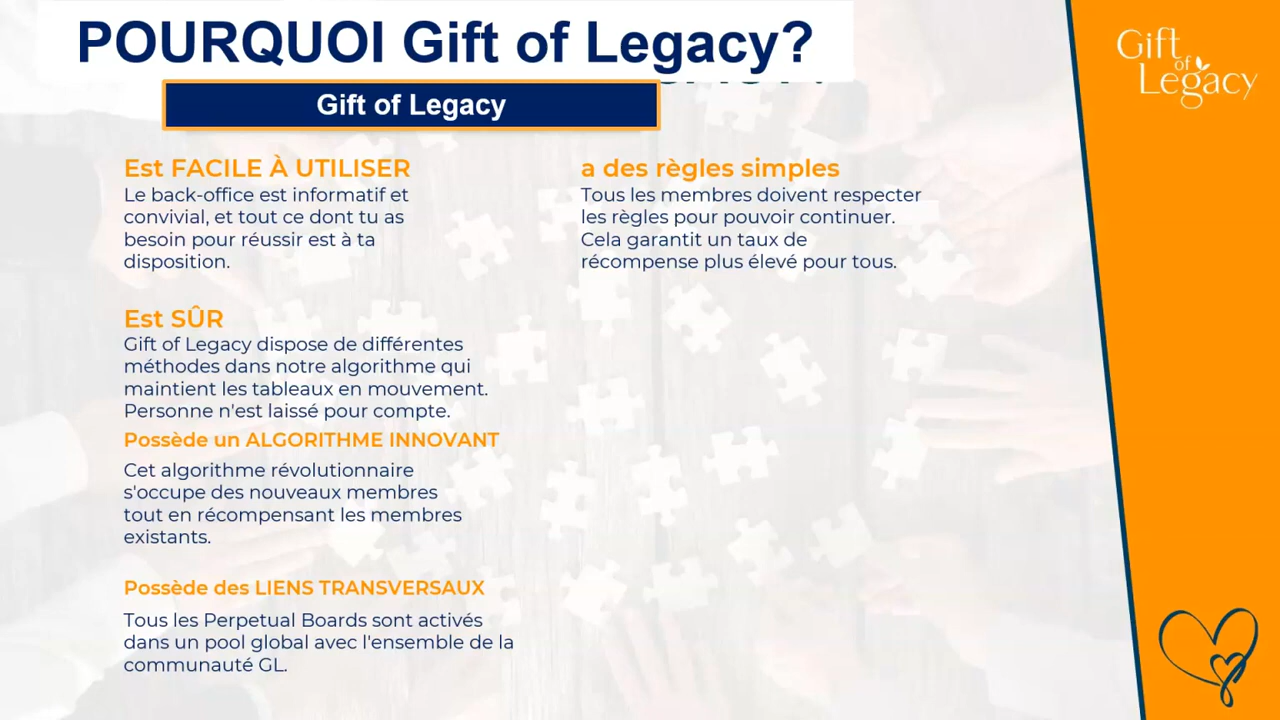 POURQUOI Gift of Legacy?
Gift of Legacy
Est FACILE À UTILISER
Le back-office est informatif et
convivial, et tout ce dont tu as
besoin pour réussir est à ta
disposition.
Est SÛR
Gift of Legacy dispose de différentes
méthodes dans notre algorithme qui
maintient les tableaux en mouvement.
Personne n'est laissé pour compte.
Possède un ALGORITHME INNOVANT
Cet algorithme révolutionnaire
s'occupe des nouveaux membres
tout en récompensant les membres
existants.
Possède des LIENS TRANSVERSAUX
Tous les Perpetual Boards sont activés
dans un pool global avec l'ensemble de la
communauté GL.
a des règles simples
Tous les membres doivent respecter
les règles pour pouvoir continuer.
Cela garantit un taux de
récompense plus élevé pour tous.
Gift
of
Legacy